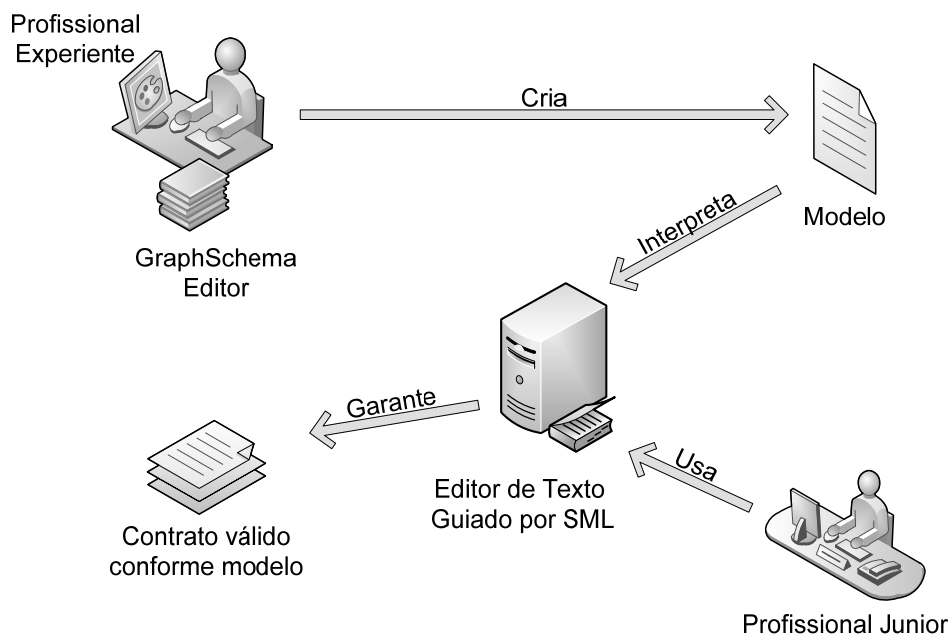 Profissional
Experiente
Cria
GraphSchema
Editor
Modelo
Interpreta
Garante
Usa
Editor de Texto
Guiado por SML
Contrato válido
conforme modelo
Profissional Junior